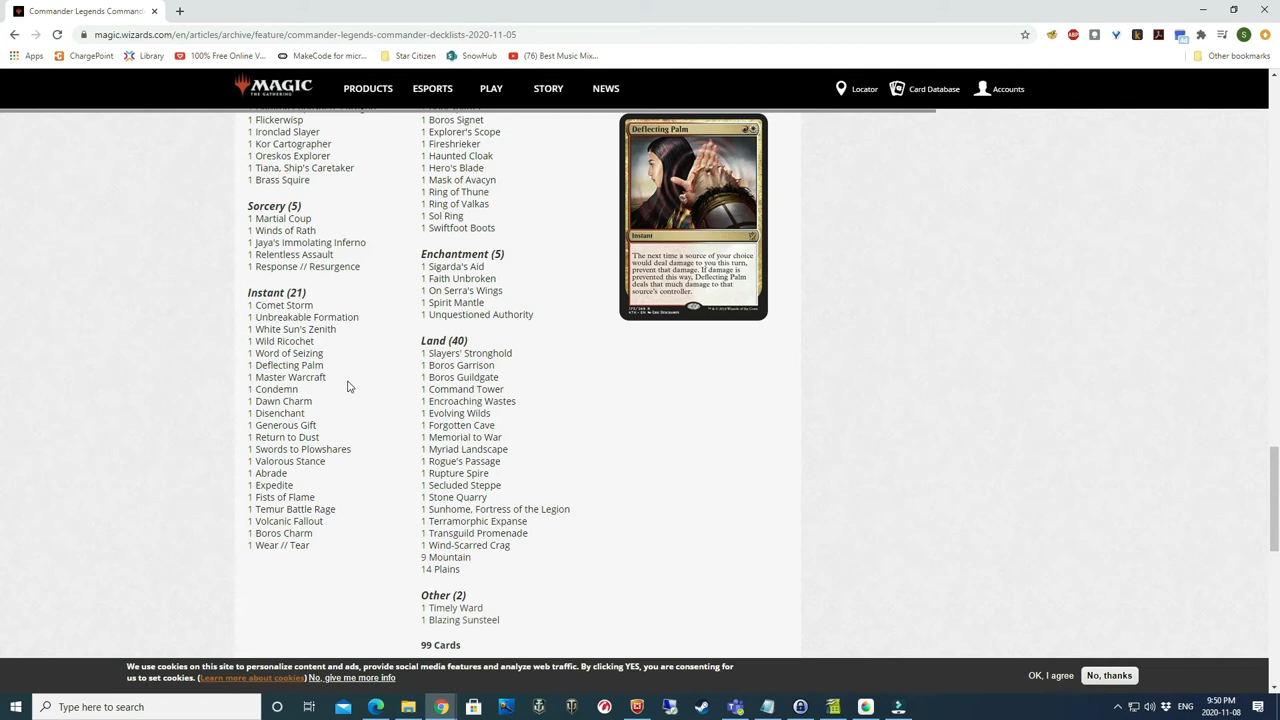 Commander Legends Command
magic.wizards.com/en/articles/archive/feature/commander-legends-commander-decklists-2020-11-05
Apps
ChargePoint
Library
100% Free Online V...
MakeCode for micr...
Star Citizen
SnowHub
(76) Best Music Mix...
Other bookmarks
MAGIC
THE GATHERING
PRODUCTS
ESPORTS
PLAY
STORY
NEWS
Locator
Card Database
Accounts
1 Flickerwisp
1 Ironclad Slayer
1 Kor Cartographer
1 Oreskos Explorer
1 Tiana, Ship's Caretaker
1 Brass Squire
Sorcery (5)
1 Martial Coup
1 Winds of Rath
1 Jaya's Immolating Inferno
1 Relentless Assault
1 Response // Resurgence
Instant (21)
1 Comet Storm
1 Unbreakable Formation
1 White Sun's Zenith
1 Wild Ricochet
1 Word of Seizing
1 Deflecting Palm
1 Master Warcraft
1 Condemn
1 Dawn Charm
1 Disenchant
1 Generous Gift
1 Return to Dust
1 Swords to Plowshares
1 Valorous Stance
1 Abrade
1 Expedite
1 Fists of Flame
1 Temur Battle Rage
1 Volcanic Fallout
1 Boros Charm
1 Wear // Tear
1 Boros Signet
1 Explorer's Scope
1 Fireshrieker
1 Haunted Cloak
1 Hero's Blade
1 Mask of Avacyn
1 Ring of Thune
1 Ring of Valkas
1 Sol Ring
1 Swiftfoot Boots
Enchantment (5)
1 Sigarda's Aid
1 Faith Unbroken
1 On Serra's Wings
1 Spirit Mantle
1 Unquestioned Authority
Land (40)
1 Slayers' Stronghold
1 Boros Garrison
1 Boros Guildgate
1 Command Tower
1 Encroaching Wastes
1 Evolving Wilds
1 Forgotten Cave
1 Memorial to War
1 Myriad Landscape
1 Rogue's Passage
1 Rupture Spire
1 Secluded Steppe
1 Stone Quarry
1 Sunhome, Fortress of the Legion
1 Terramorphic Expanse
1 Transguild Promenade
1 Wind-Scarred Crag
9 Mountain
14 Plains
Other (2)
1 Timely Ward
1 Blazing Sunsteel
99 Cards
Deflecting Palm
Instant
The next time a source of your choice
would deal damage to you this turn,
prevent that damage. If damage is
prevented this way, Deflecting Palm
deals that much damage to that
source's controller.
We use cookies on this site to personalize content and ads, provide social media features and analyze web traffic. By clicking YES, you are consenting for
us to set cookies. (Learn more about cookies) No, give me more info
OK, I agree
No, thanks
Type here to search
ENG
9:50 PM
2020-11-08